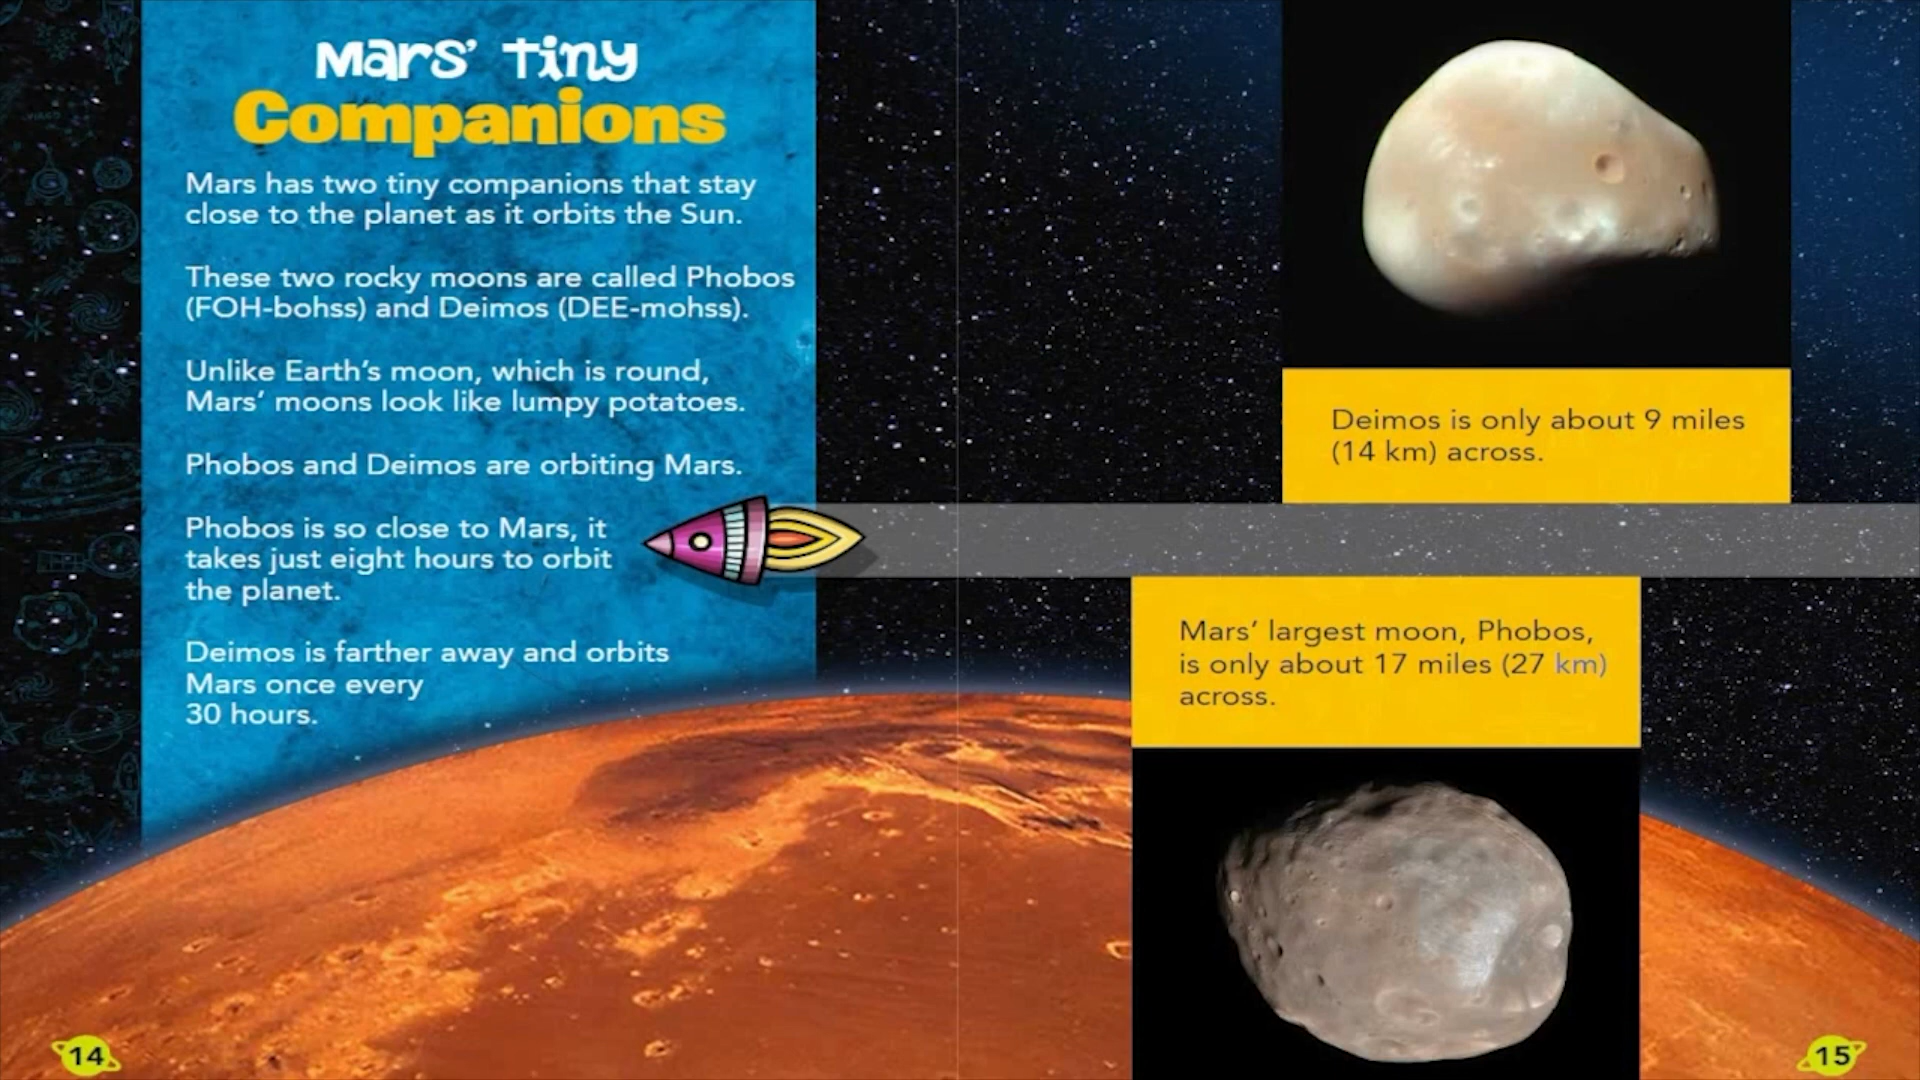 Mars’ Tiny
Companions
Mars has two tiny companions that stay
close to the planet as it orbits the Sun.
These two rocky moons are called Phobos
(FOH-bohss) and Deimos (DEE-mohss).
Unlike Earth’s moon, which is round,
Mars’ moons look like lumpy potatoes.
Phobos and Deimos are orbiting Mars.
Phobos is so close to Mars, it
takes just eight hours to orbit
the planet.
Deimos is farther away and orbits
Mars once every
30 hours.
14
Deimos is only about 9 miles
(14 km) across.
Mars’ largest moon, Phobos,
is only about 17 miles (27 km)
across.
15